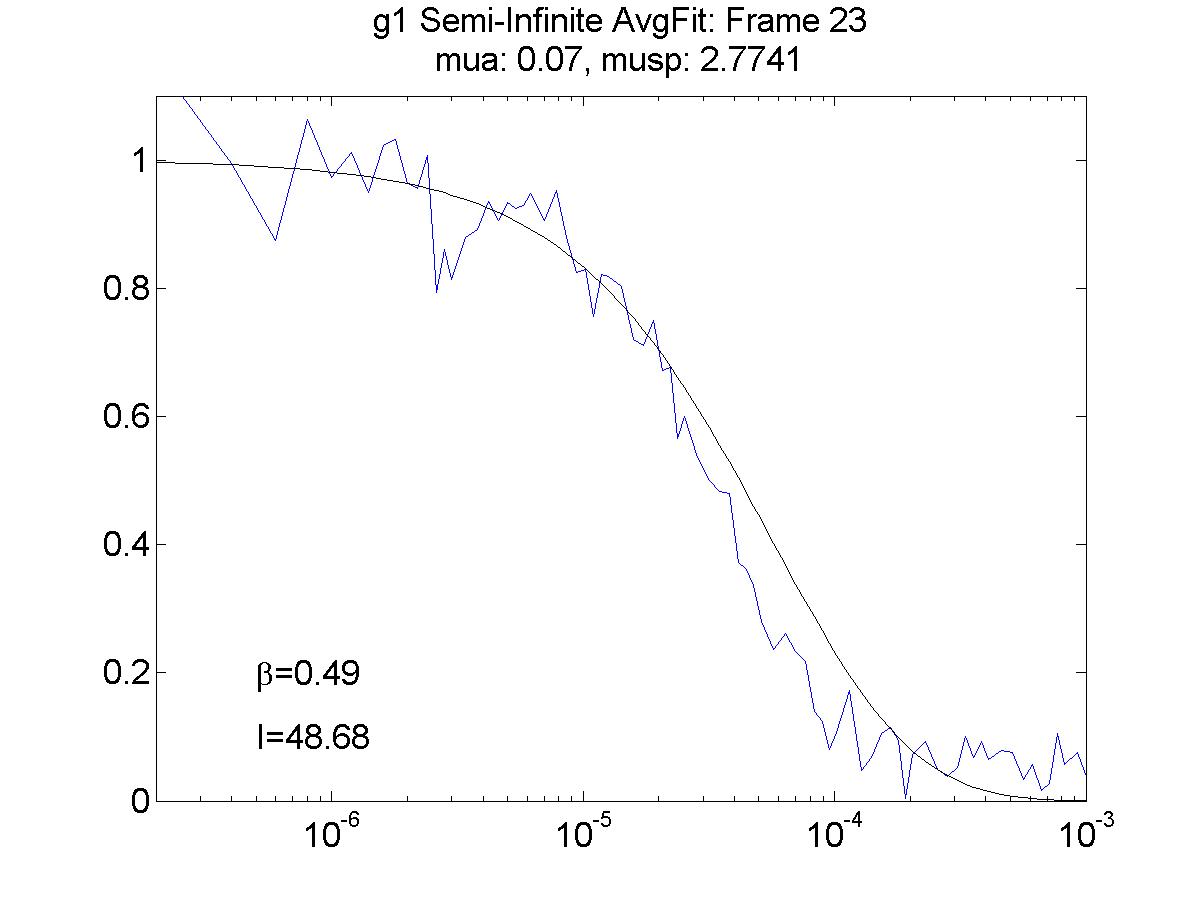 g1 Semi-Infinite AvgFit: Frame 23
mua: 0.07, musp: 2.7741
1
0.8
0.6
0.4
0.2
0
β=0.49
I=48.68
10^-6
10^-5
10^-4
10^-3